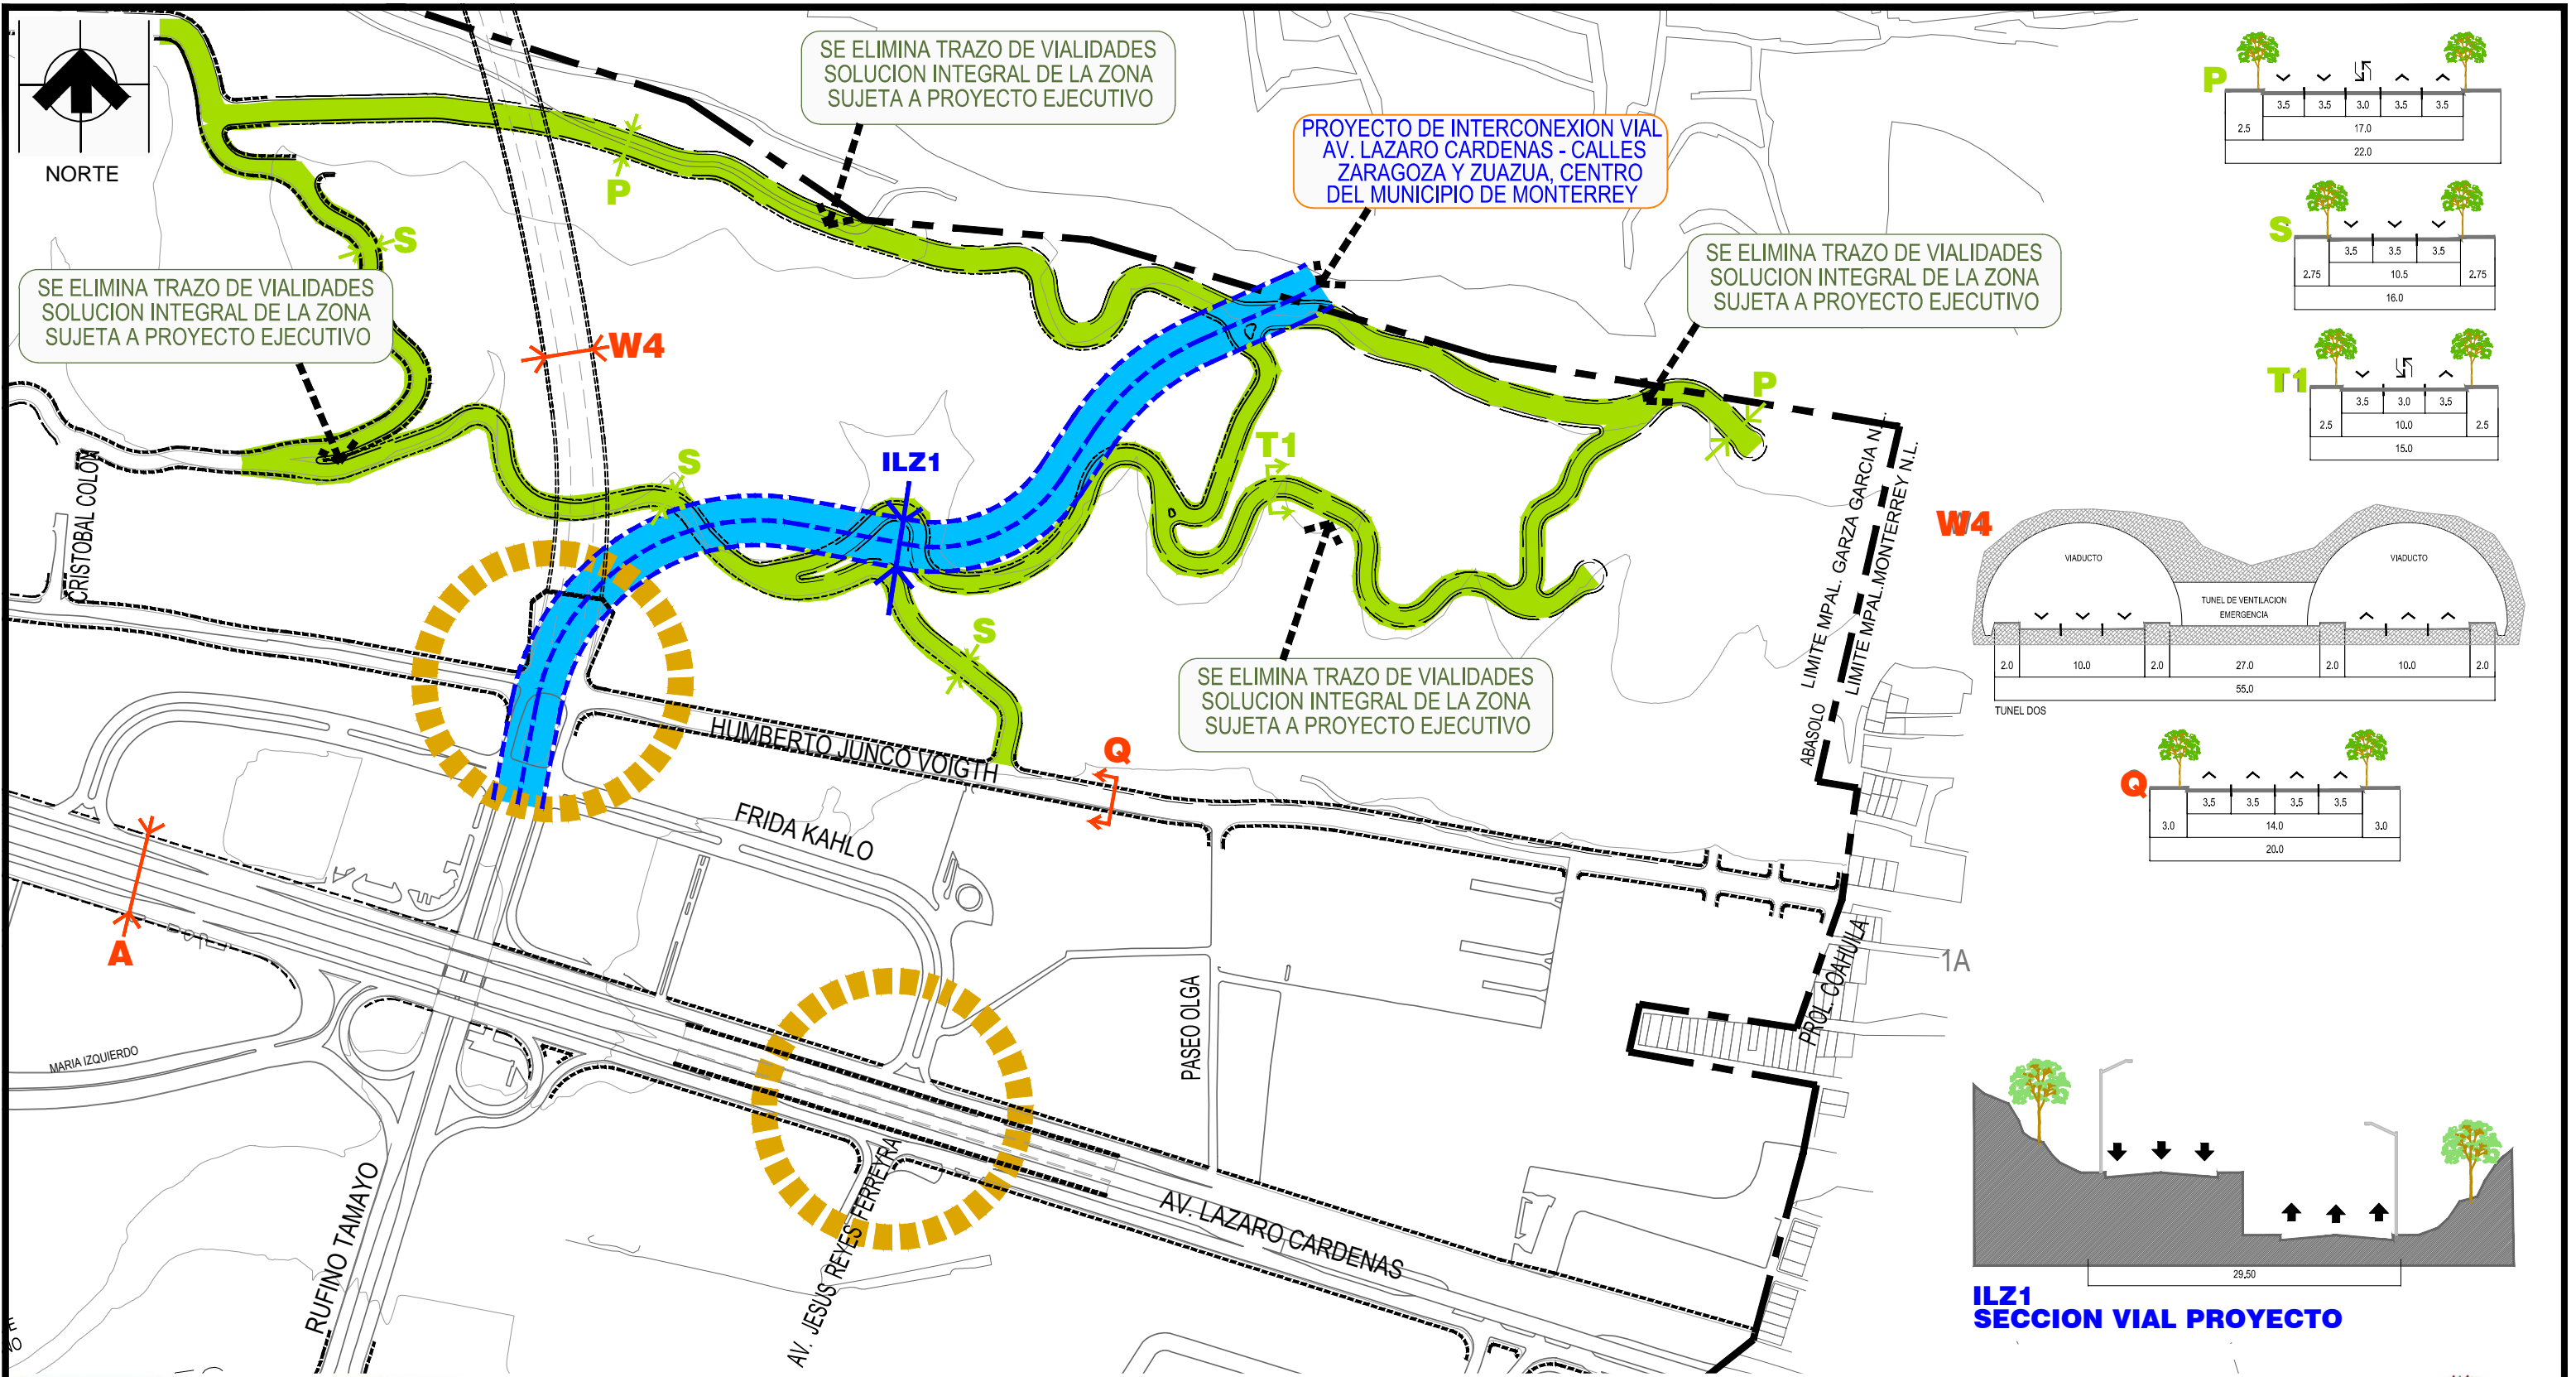 NORTE
SE ELIMINA TRAZO DE VIALIDADES
SOLUCION INTEGRAL DE LA ZONA
SUJETA A PROYECTO EJECUTIVO
PROYECTO DE INTERCONEXION VIAL
AV. LAZARO CARDENAS - CALLES
ZARAGOZA Y ZUAZUA, CENTRO
DEL MUNICIPIO DE MONTERREY
SE ELIMINA TRAZO DE VIALIDADES
SOLUCION INTEGRAL DE LA ZONA
SUJETA A PROYECTO EJECUTIVO
SE ELIMINA TRAZO DE VIALIDADES
SOLUCION INTEGRAL DE LA ZONA
SUJETA A PROYECTO EJECUTIVO
P
S
W4
P
S
ILZ1
T1
S
CRISTOBAL COLON
SE ELIMINA TRAZO DE VIALIDADES
SOLUCION INTEGRAL DE LA ZONA
SUJETA A PROYECTO EJECUTIVO
LIMITE MPAL. GARZA GARCIA N.L.
LIMITE MPAL.MONTERREY N.L.
ABASOLO
HUMBERTO JUNCO VOIGTH
Q
FRIDA KAHLO
A
PASEO OLGA
PROL. COAHUILA
1A
MARIA IZQUIERDO
RUFINO TAMAYO
AV. JESUS REYES FERREYRA
AV. LAZARO CARDENAS
P
3.5 3.5 3.0 3.5 3.5
2.5 17.0
22.0
S
3.5 3.5 3.5
2.75 10.5 2.75
16.0
T1
3.5 3.0 3.5
2.5 10.0 2.5
15.0
W4
VIADUCTO VIADUCTO
TUNEL DE VENTILACION
EMERGENCIA
2.0 10.0 2.0 27.0 2.0 10.0 2.0
55.0
TUNEL DOS
Q
3.5 3.5 3.5 3.5
3.0 14.0 3.0
20.0
29.50
ILZ1
SECCION VIAL PROYECTO